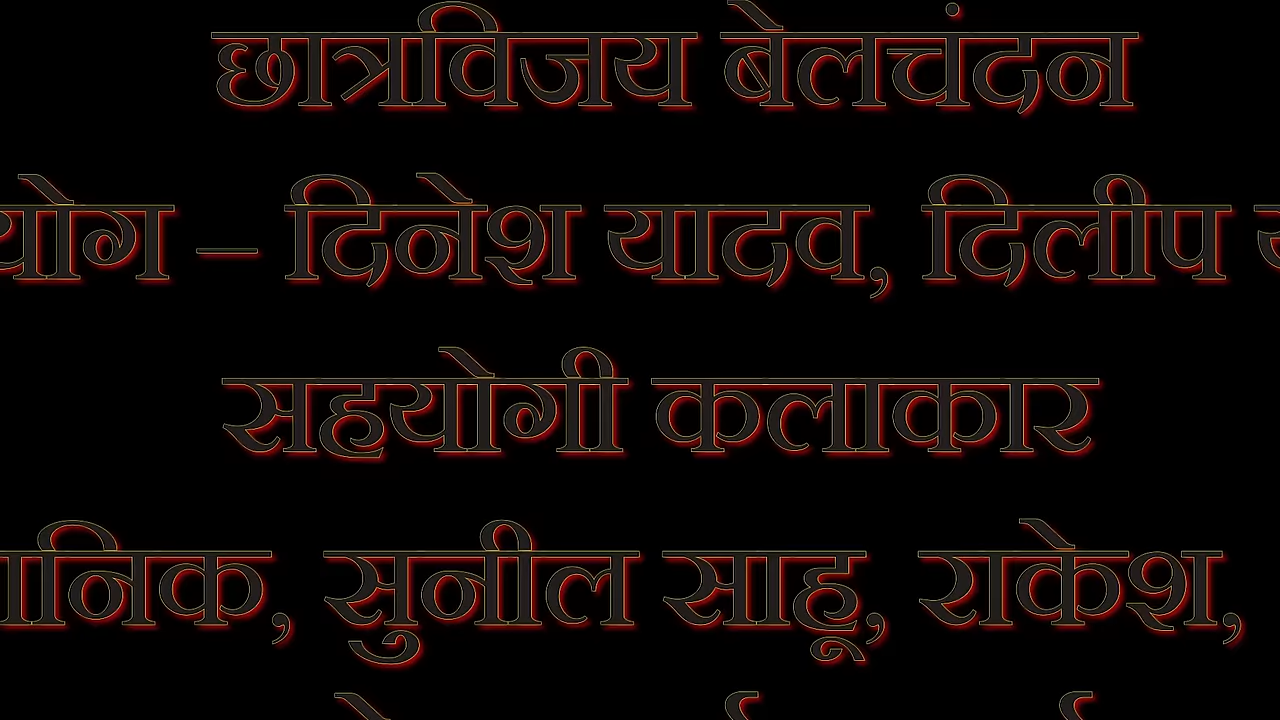 छात्रविजय बेलचंदन
योग – दिनेश यादव, दिलीप
सहयोगी कलाकार
ानिक, सुनील साहू, राकेश,